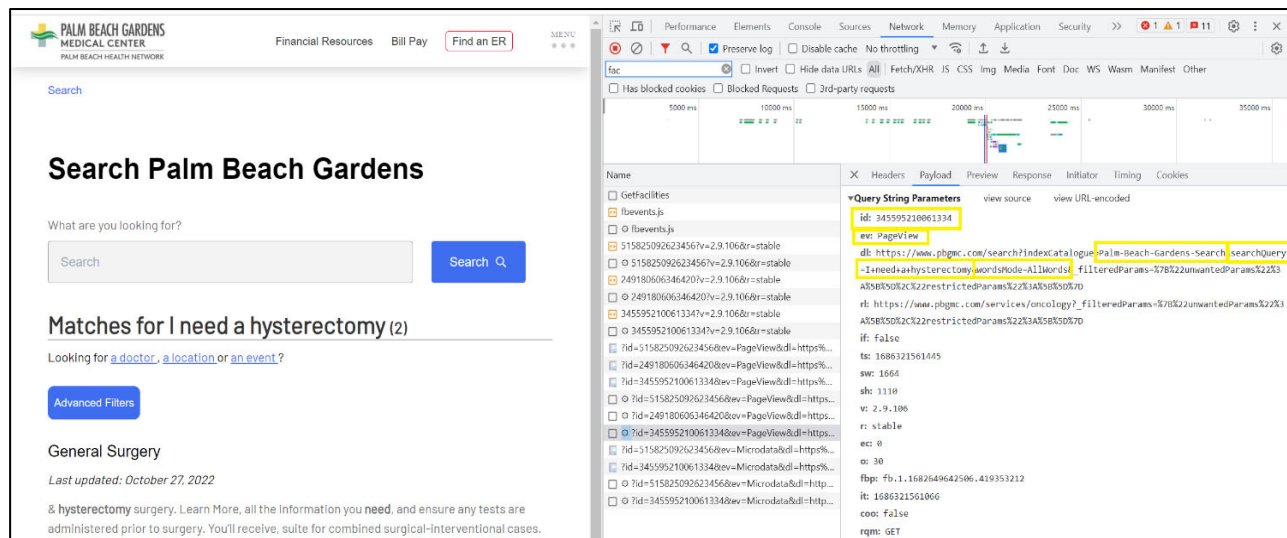 PALM BEACH GARDENS
MEDICAL CENTER
PALM BEACH HEALTH NETWORK
Financial Resources Bill Pay Find an ER MENU
Search
Search Palm Beach Gardens
What are you looking for?
Search Search
Matches for I need a hysterectomy (2)
Looking for a doctor , a location or an event ?
Advanced Filters
General Surgery
Last updated: October 27, 2022
& hysterectomy surgery. Learn More, all the information you need, and ensure any tests are
administered prior to surgery. You'll receive, suite for combined surgical-interventional cases.
Performance Elements Console Sources Network Memory Application Security >> 1 1 11
Preserve log Disable cache No throttling
fac Invert Hide data URLs All Fetch/XHR JS CSS Img Media Font Doc WS Wasm Manifest Other
Has blocked cookies Blocked Requests 3rd-party requests
5000 ms 10000 ms 15000 ms 20000 ms 25000 ms 30000 ms 35000 ms
Name
GetFacilities
fbevents.js
fbevents.js
515825092623456?v=2.9.106&r=stable
515825092623456?v=2.9.106&r=stable
249180606346420?v=2.9.106&r=stable
249180606346420?v=2.9.106&r=stable
345595210061334?v=2.9.106&r=stable
345595210061334?v=2.9.106&r=stable
?id=515825092623456&ev=PageView&dl=https%...
?id=249180606346420&ev=PageView&dl=https%...
?id=345595210061334&ev=PageView&dl=https%...
?id=515825092623456&ev=PageView&dl=https...
?id=249180606346420&ev=PageView&dl=https...
?id=345595210061334&ev=PageView&dl=https...
?id=515825092623456&ev=Microdata&dl=https%...
?id=345595210061334&ev=Microdata&dl=https%...
?id=515825092623456&ev=Microdata&dl=http...
?id=345595210061334&ev=Microdata&dl=http...
X Headers Payload Preview Response Initiator Timing Cookies
▼Query String Parameters view source view URL-encoded
id: 345595210061334
ev: PageView
dl: https://www.pbgmc.com/search?indexCatalogue=Palm-Beach-Gardens-Search&searchQuery
=I+need+a+hysterectomy&wordsMode=AllWords&_filteredParams=%7B%22unwantedParams%22%3
A%5B%5D%2C%22restrictedParams%22%3A%5B%5D%7D
rl: https://www.pbgmc.com/services/oncology?_filteredParams=%7B%22unwantedParams%22%3
A%5B%5D%2C%22restrictedParams%22%3A%5B%5D%7D
if: false
ts: 1686321561445
sw: 1664
sh: 1110
v: 2.9.106
r: stable
ec: 0
o: 30
fbp: fb.1.1682649642506.419353212
it: 1686321561066
coo: false
rqm: GET